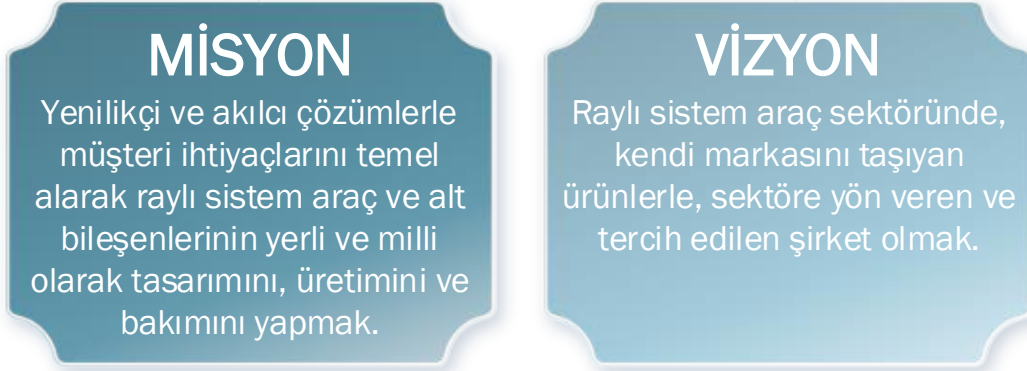 MİSYON
Yenilikçi ve akılcı çözümlerle
müşteri ihtiyaçlarını temel
alarak raylı sistem araç ve alt
bileşenlerinin yerli ve milli
olarak tasarımını, üretimini ve
bakımını yapmak.
VİZYON
Raylı sistem araç sektöründe,
kendi markasını taşıyan
ürünlerle, sektöre yön veren ve
tercih edilen şirket olmak.